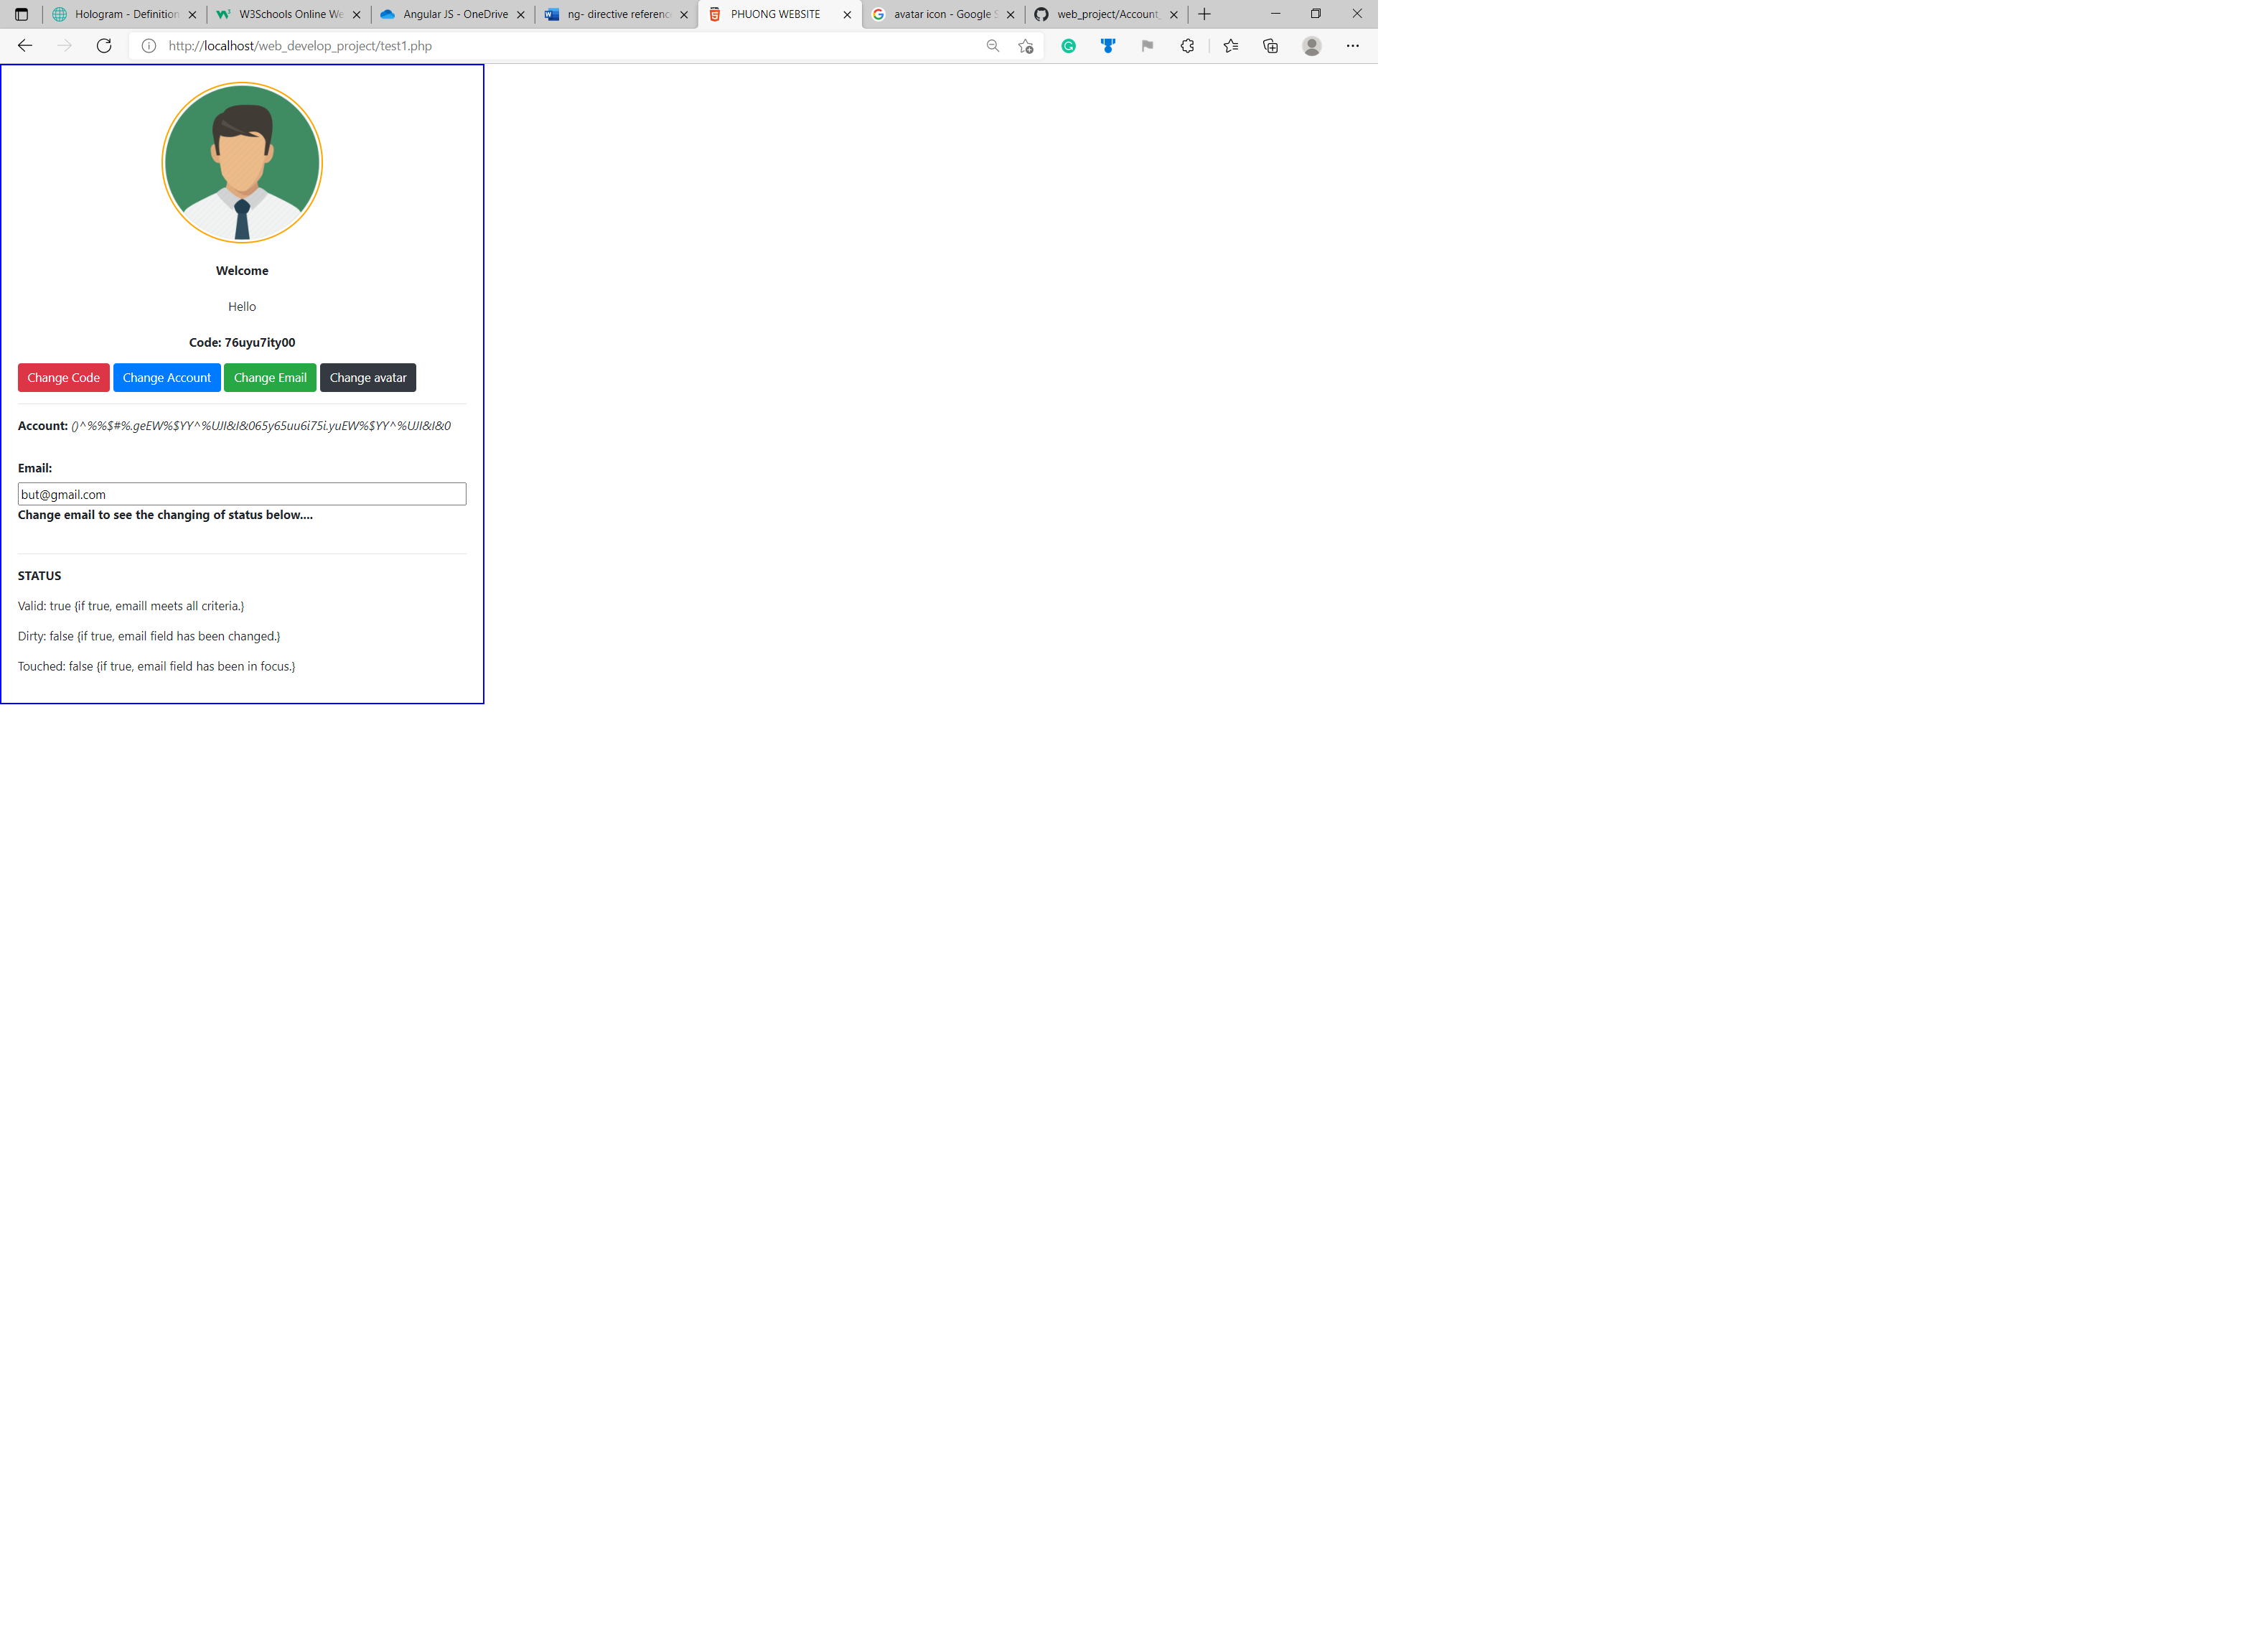 Hologram - Definition
W3Schools Online We
Angular JS - OneDrive
ng- directive referenc
PHUONG WEBSITE
avatar icon - Google S
web_project/Account_
http://localhost/web_develop_project/test1.php
Welcome
Hello
Code: 76uyu7ity00
Change Code Change Account Change Email Change avatar
Account: ()^%%$#%.geEW%$YY^%UJI&I&065y65uu6i75i.yuEW%$YY^%UJI&I&0
Email:
but@gmail.com
Change email to see the changing of status below....
STATUS
Valid: true {if true, emaill meets all criteria.}
Dirty: false {if true, email field has been changed.}
Touched: false {if true, email field has been in focus.}